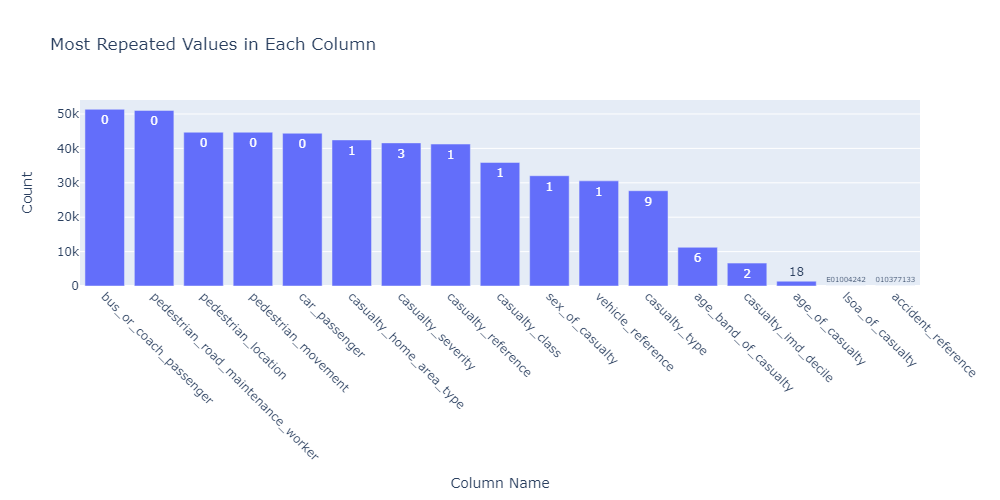 Most Repeated Values in Each Column
Count
50k
40k
30k
20k
10k
0
0
0
0
0
0
1
3
1
1
1
1
9
6
2
18
E01004242
010377133
bus_or_coach_passenger
pedestrian_road_maintenance_worker
pedestrian_location
pedestrian_movement
car_passenger
casualty_home_area_type
casualty_severity
casualty_reference
casualty_class
sex_of_casualty
vehicle_reference
casualty_type
age_band_of_casualty
casualty_imd_decile
age_of_casualty
lsoa_of_casualty
accident_reference
Column Name